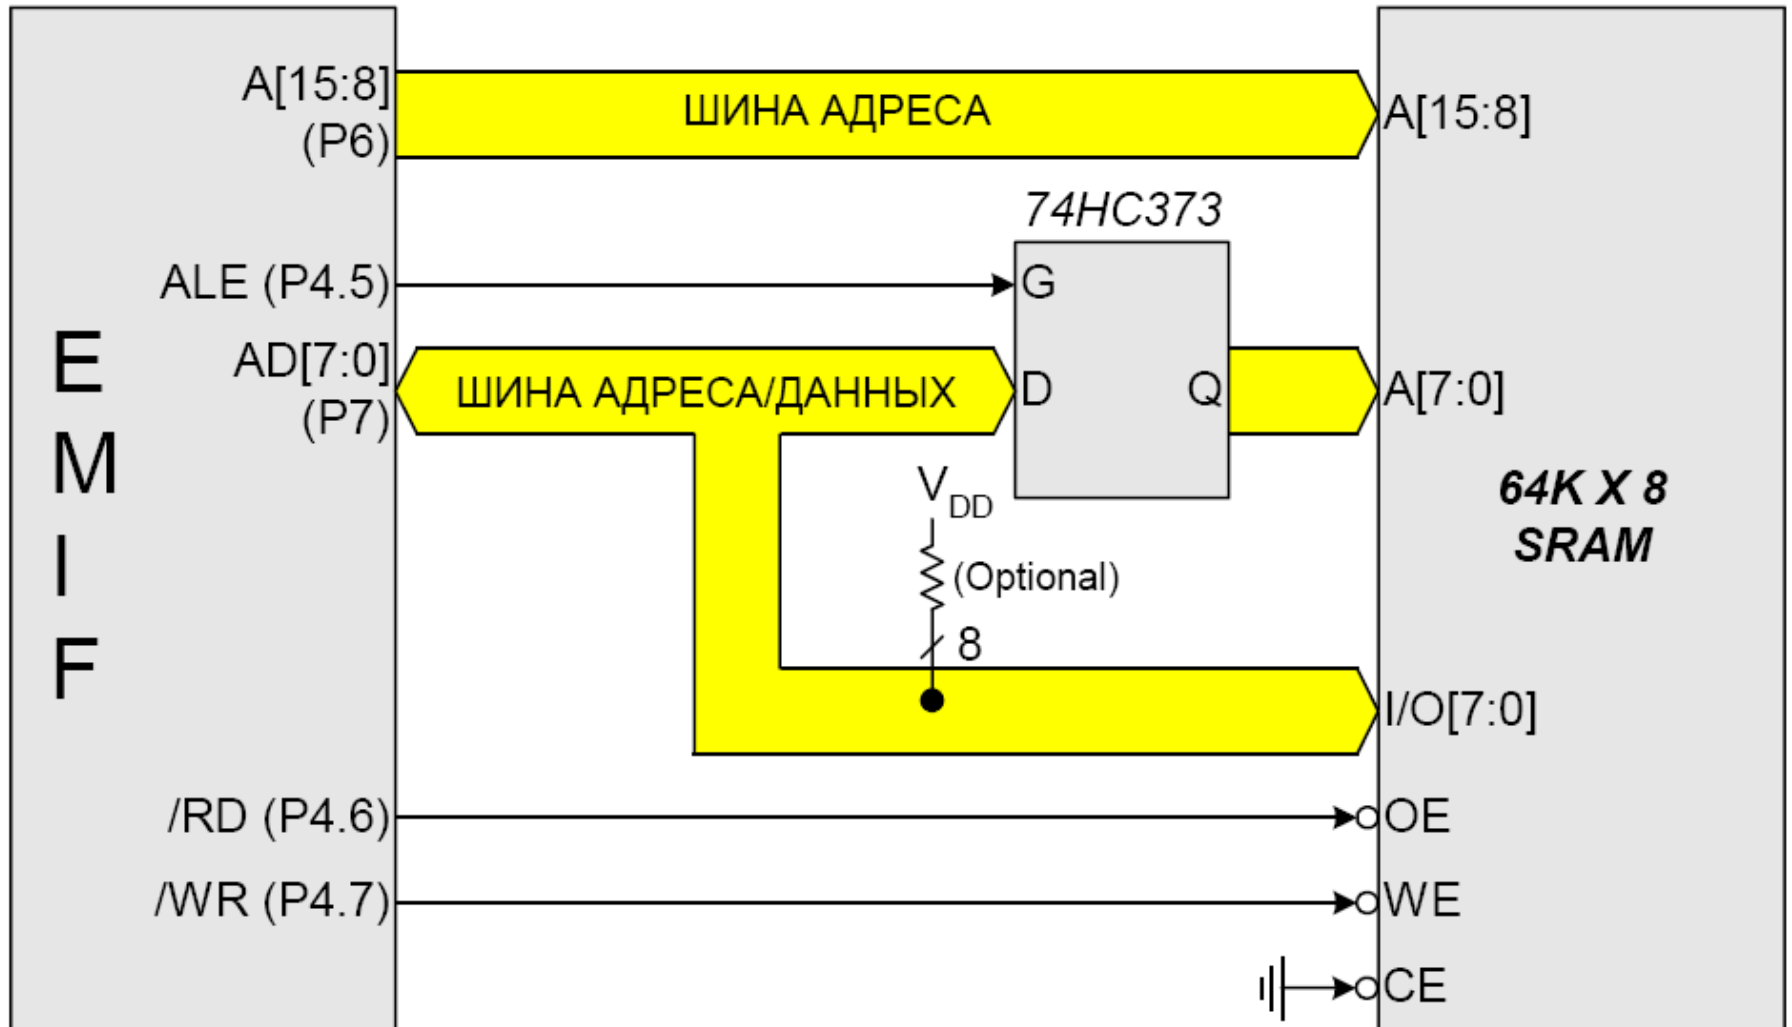 A[15:8]
(P6)
ШИНА АДРЕСА
A[15:8]
74HC373
ALE (P4.5)
G
AD[7:0]
(P7)
ШИНА АДРЕСА/ДАННЫХ
D
Q
A[7:0]
E
M
I
F
V
DD
(Optional)
8
64K X 8
SRAM
I/O[7:0]
/RD (P4.6)
OE
/WR (P4.7)
WE
CE